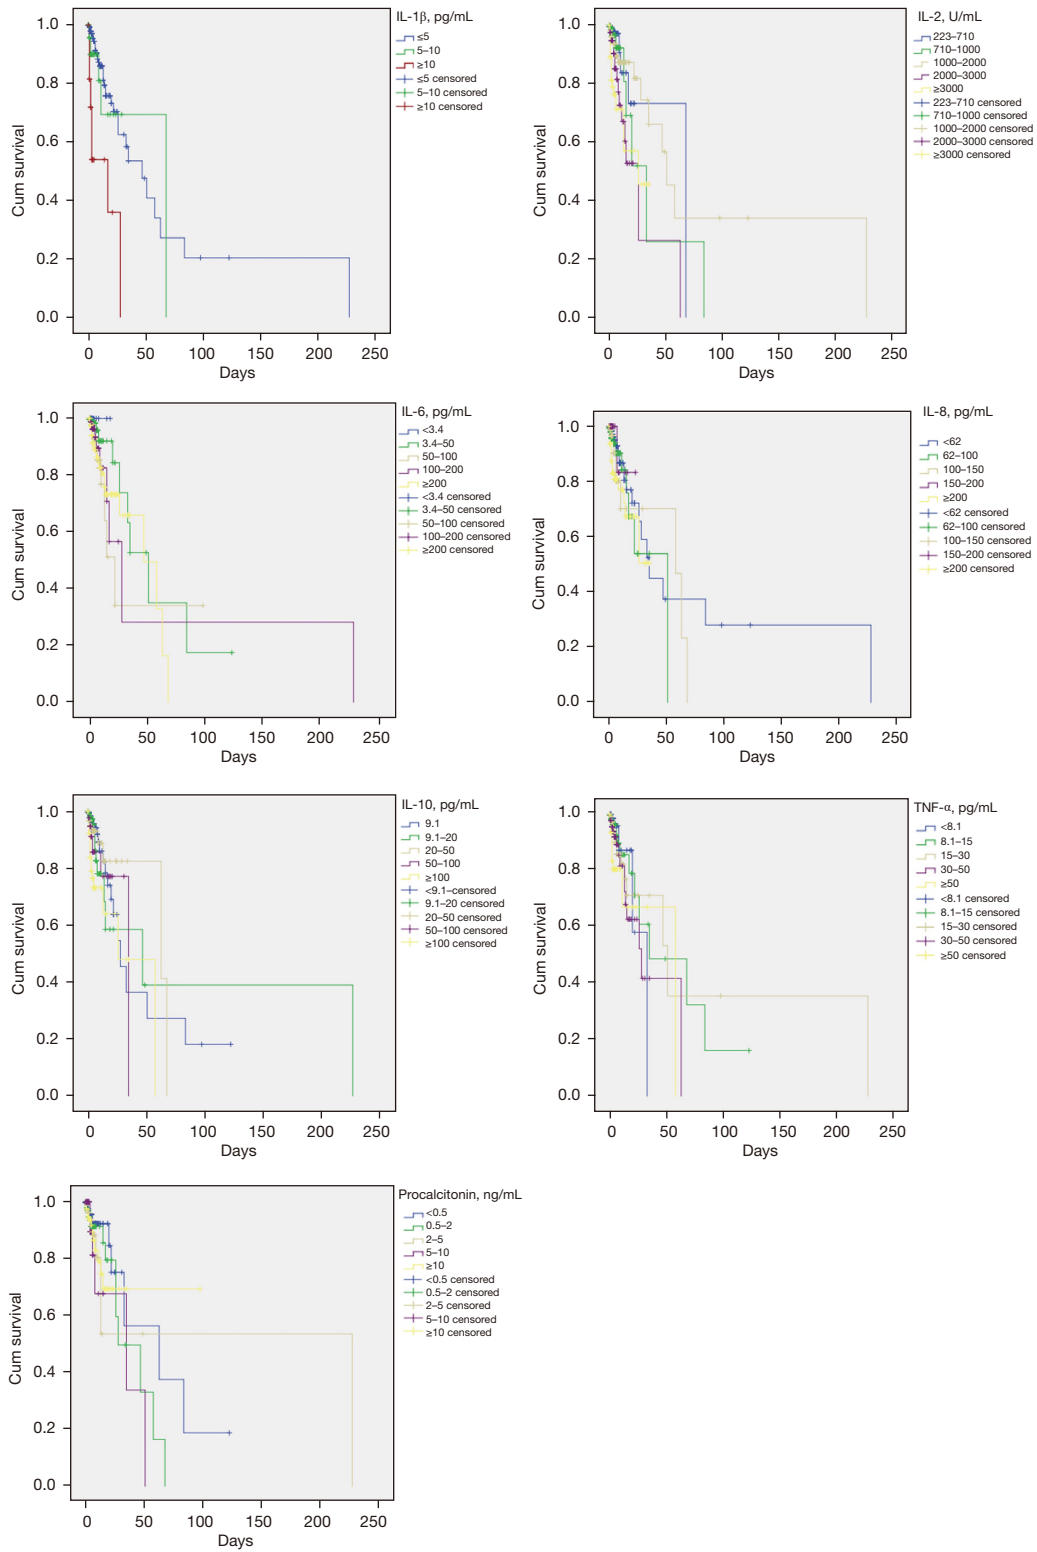 IL-1β, pg/mL
≤5
5–10
≥10
≤5 censored
5–10 censored
≥10 censored
Cum survival
1.0
0.8
0.6
0.4
0.2
0.0
0 50 100 150 200 250
Days
IL-2, U/mL
223–710
710–1000
1000–2000
2000–3000
≥3000
223–710 censored
710–1000 censored
1000–2000 censored
2000–3000 censored
≥3000 censored
Cum survival
1.0
0.8
0.6
0.4
0.2
0.0
0 50 100 150 200 250
Days
IL-6, pg/mL
<3.4
3.4–50
50–100
100–200
≥200
<3.4 censored
3.4–50 censored
50–100 censored
100–200 censored
≥200 censored
Cum survival
1.0
0.8
0.6
0.4
0.2
0.0
0 50 100 150 200 250
Days
IL-8, pg/mL
<62
62–100
100–150
150–200
≥200
<62 censored
62–100 censored
100–150 censored
150–200 censored
≥200 censored
Cum survival
1.0
0.8
0.6
0.4
0.2
0.0
0 50 100 150 200 250
Days
IL-10, pg/mL
9.1
9.1–20
20–50
50–100
≥100
<9.1–censored
9.1–20 censored
20–50 censored
50–100 censored
≥100 censored
Cum survival
1.0
0.8
0.6
0.4
0.2
0.0
0 50 100 150 200 250
Days
TNF-α, pg/mL
<8.1
8.1–15
15–30
30–50
≥50
<8.1 censored
8.1–15 censored
15–30 censored
30–50 censored
≥50 censored
Cum survival
1.0
0.8
0.6
0.4
0.2
0.0
0 50 100 150 200 250
Days
Procalcitonin, ng/mL
<0.5
0.5–2
2–5
5–10
≥10
<0.5 censored
0.5–2 censored
2–5 censored
5–10 censored
≥10 censored
Cum survival
1.0
0.8
0.6
0.4
0.2
0.0
0 50 100 150 200 250
Days